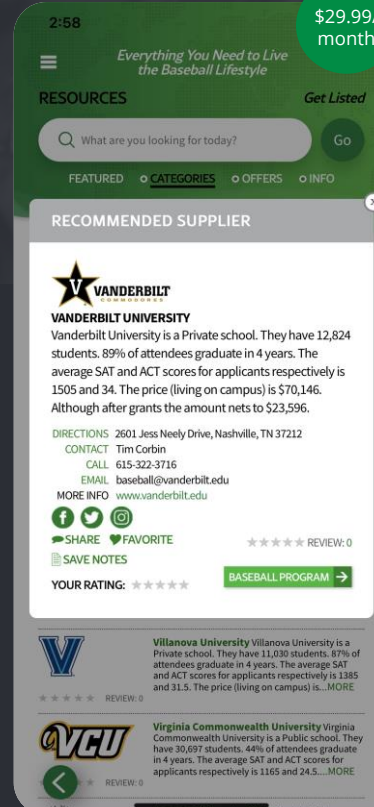 $29.99/
month
2:58
Everything You Need to Live
the Baseball Lifestyle
RESOURCES
Get Listed
What are you looking for today?
Go
FEATURED
CATEGORIES
OFFERS
INFO
RECOMMENDED SUPPLIER
V VANDERBILT
COMMODORES
VANDERBILT UNIVERSITY
Vanderbilt University is a Private school. They have 12,824
students. 89% of attendees graduate in 4 years. The
average SAT and ACT scores for applicants respectively is
1505 and 34. The price (living on campus) is $70,146.
Although after grants the amount nets to $23,596.
DIRECTIONS 2601 Jess Neely Drive, Nashville, TN 37212
CONTACT Tim Corbin
CALL 615-322-3716
EMAIL baseball@vanderbilt.edu
MORE INFO www.vanderbilt.edu
SHARE FAVORITE
REVIEW: 0
SAVE NOTES
YOUR RATING:
BASEBALL PROGRAM
V
Villanova University Villanova University is a
Private school. They have 11,030 students. 87% of
attendees graduate in 4 years. The average SAT
and ACT scores for applicants respectively is 1385
and 31.5. The price (living on campus) is...MORE
REVIEW: 0
VCU
Virginia Commonwealth University Virginia
Commonwealth University is a Public school. They
have 30,697 students. 44% of attendees graduate
in 4 years. The average SAT and ACT scores for
applicants respectively is 1165 and 24.5....MORE
REVIEW: 0